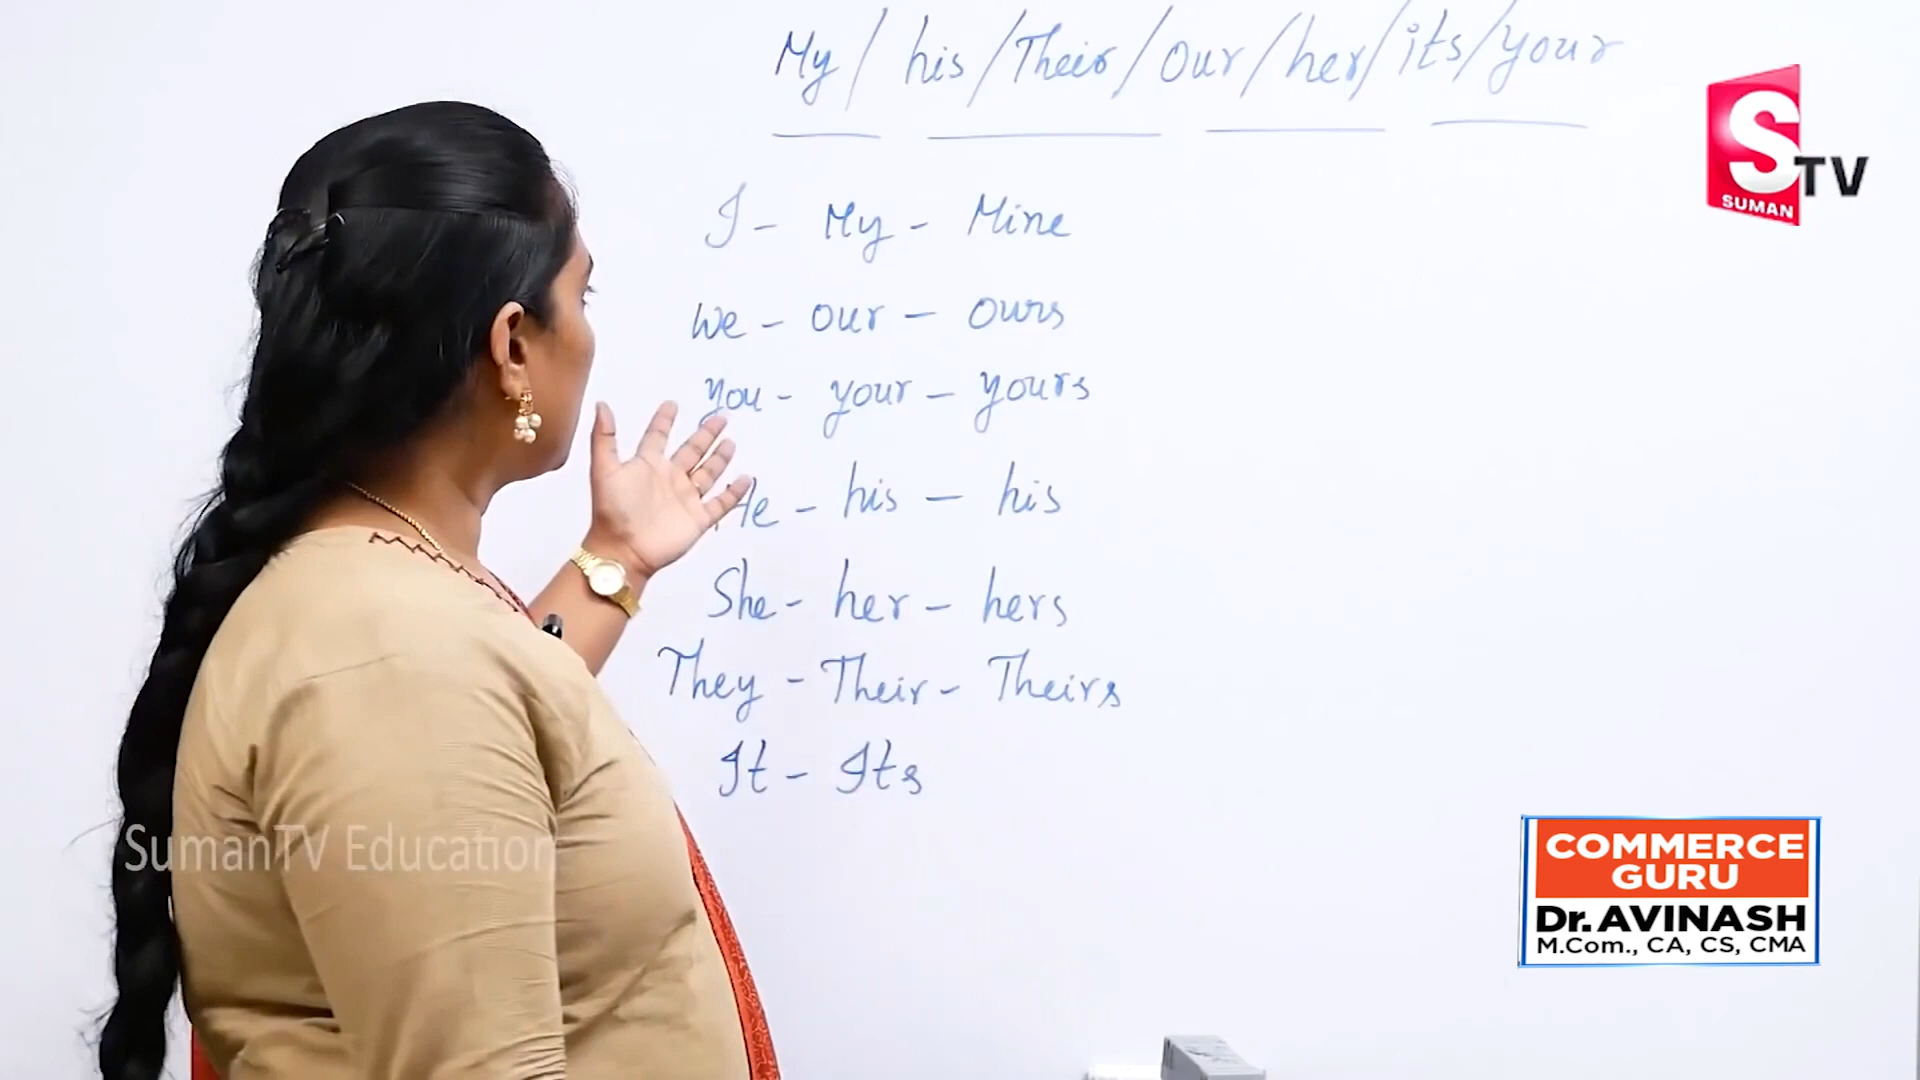 My / his / Their / Our / her / its / your
S
TV
SUMAN
I - My - Mine
We - our - ours
you - your - yours
He - his - his
She - her - hers
They - Their - Theirs
It - Its
SumanTV Education
COMMERCE
GURU
Dr. AVINASH
M.Com., CA, CS, CMA